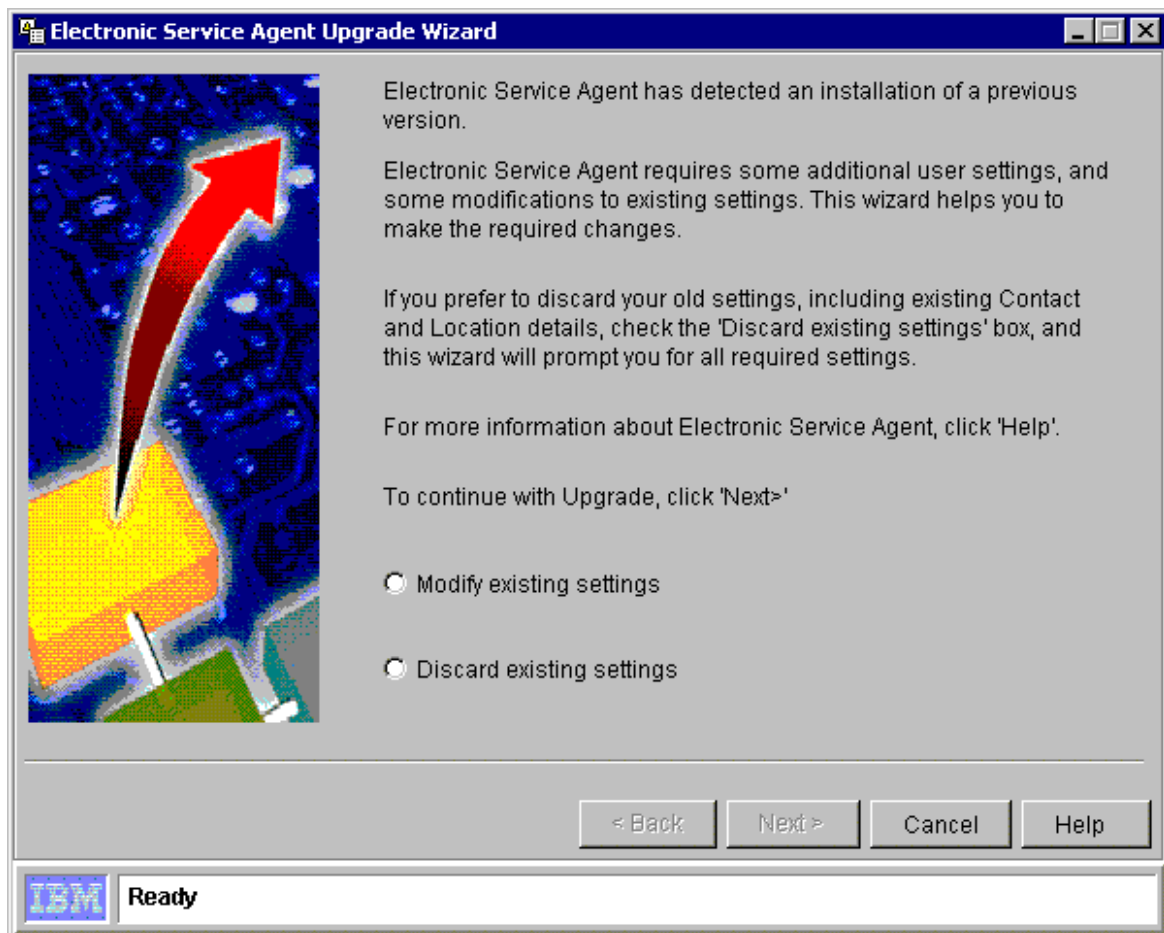 Electronic Service Agent Upgrade Wizard
Electronic Service Agent has detected an installation of a previous
version.
Electronic Service Agent requires some additional user settings, and
some modifications to existing settings. This wizard helps you to
make the required changes.
If you prefer to discard your old settings, including existing Contact
and Location details, check the 'Discard existing settings' box, and
this wizard will prompt you for all required settings.
For more information about Electronic Service Agent, click 'Help'.
To continue with Upgrade, click 'Next>'
Modify existing settings
Discard existing settings
< Back Next > Cancel Help
IBM Ready